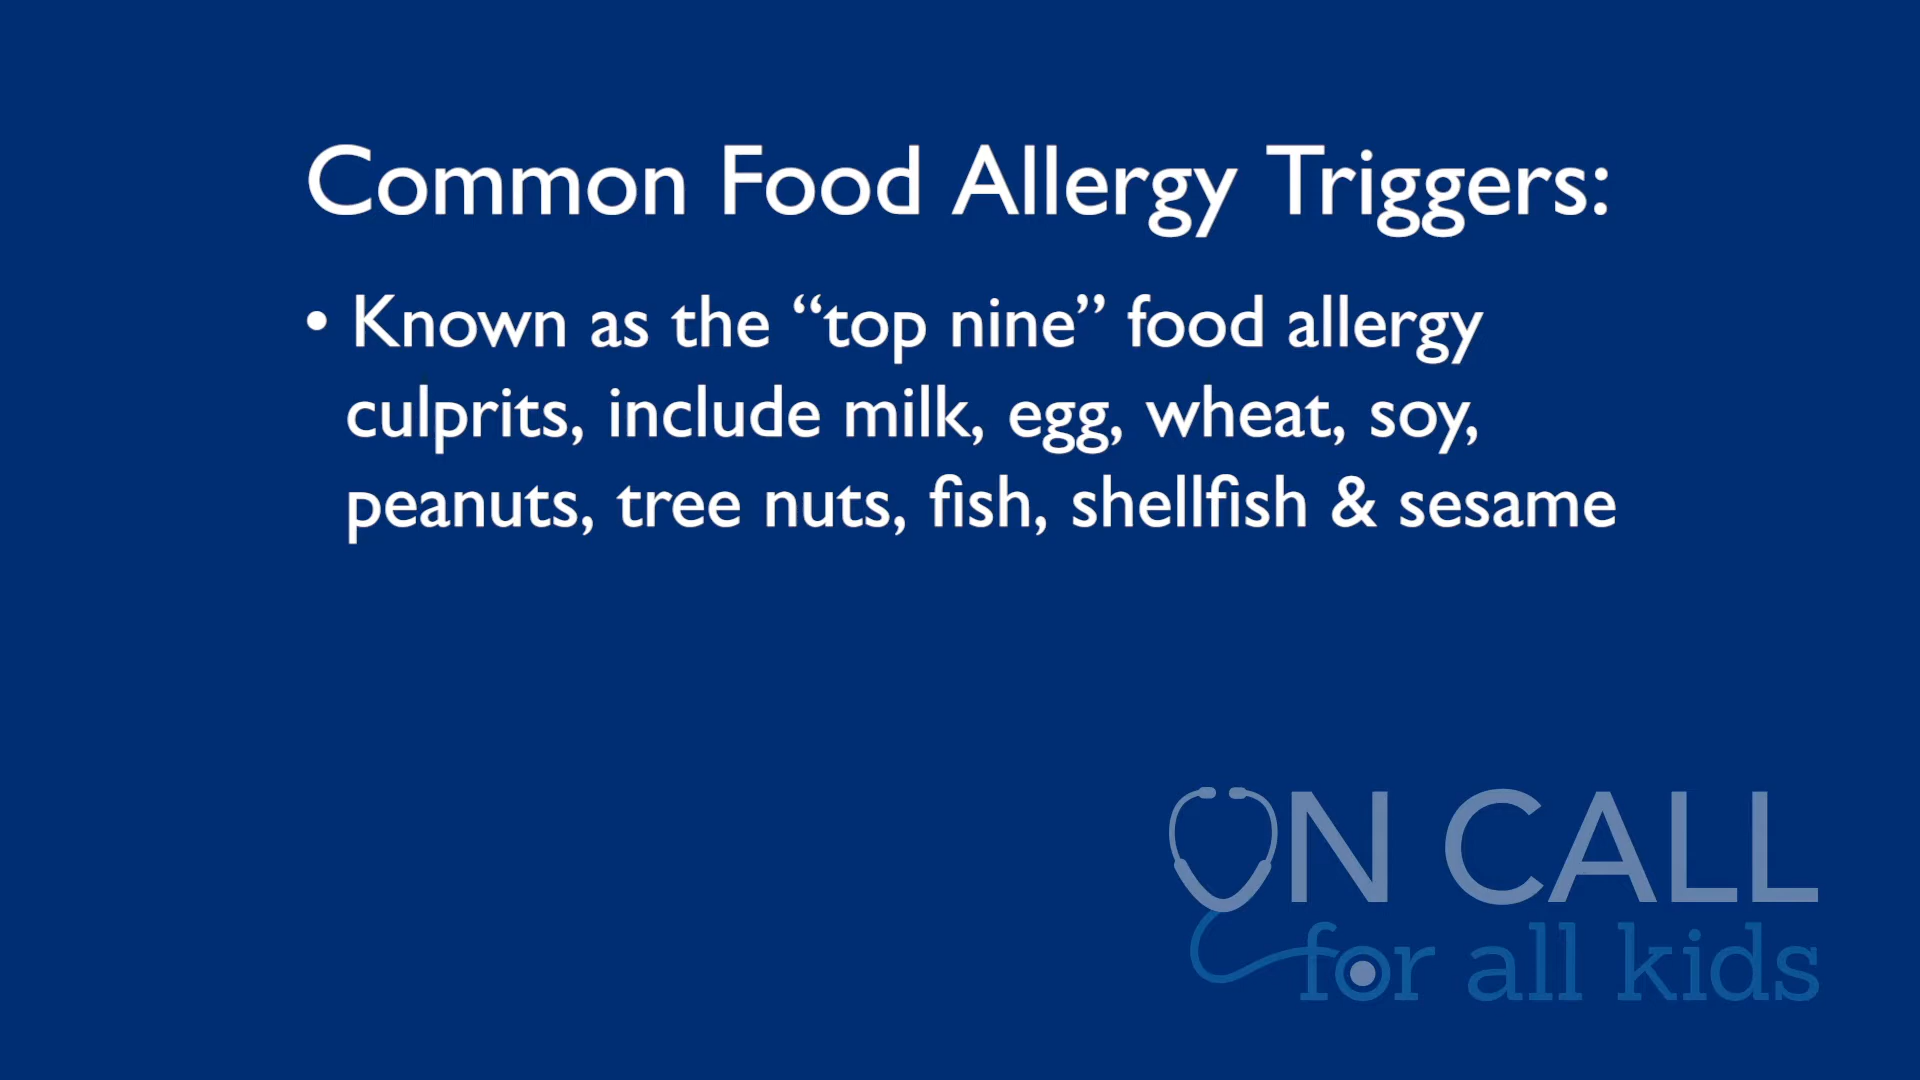 Common Food Allergy Triggers:
• Known as the “top nine” food allergy
culprits, include milk, egg, wheat, soy,
peanuts, tree nuts, fish, shellfish & sesame
ON CALL
for all kids